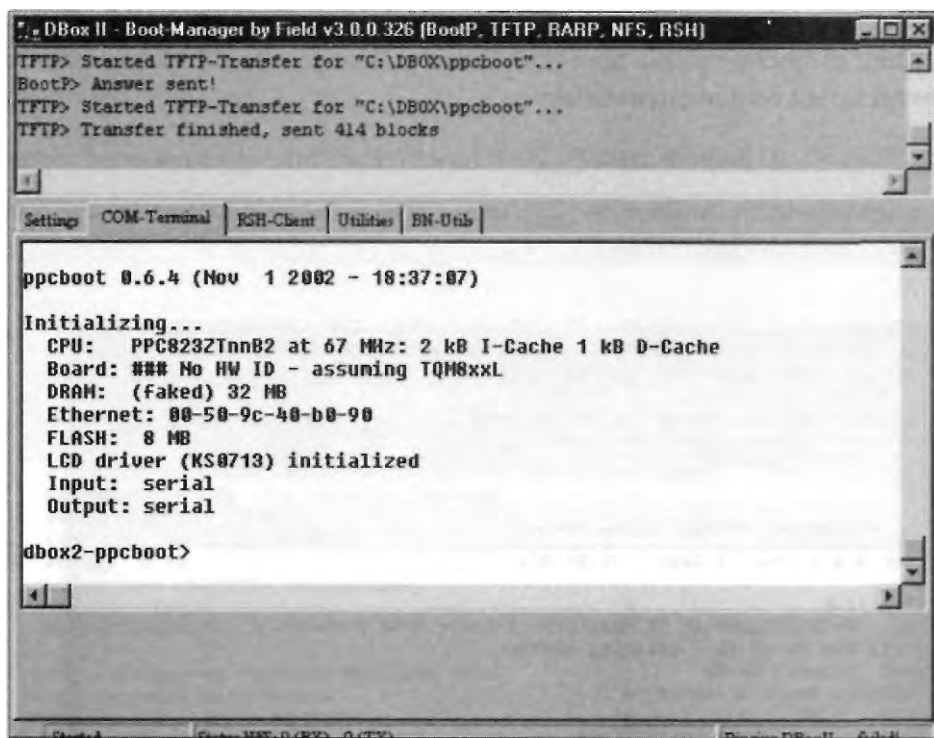 DBox II - Boot-Manager by Field v3.0.0.326 (BootP, TFTP, RARP, NFS, RSH)
TFTP> Started TFTP-Transfer for "C:\DBOX\ppcboot"...
BootP> Answer sent!
TFTP> Started TFTP-Transfer for "C:\DBOX\ppcboot"...
TFTP> Transfer finished, sent 414 blocks
Settings COM-Terminal RSH-Client Utilities BN-Utils
ppcboot 0.6.4 (Nov  1 2002 - 18:37:07)
Initializing...
CPU:   PPC823ZTnnB2 at 67 MHz: 2 kB I-Cache 1 kB D-Cache
Board: ### No HW ID - assuming TQM8xxL
DRAM:  (faked) 32 MB
Ethernet: 00-50-9c-40-b0-90
FLASH:  8 MB
LCD driver (KS0713) initialized
Input:  serial
Output: serial
dbox2-ppcboot>